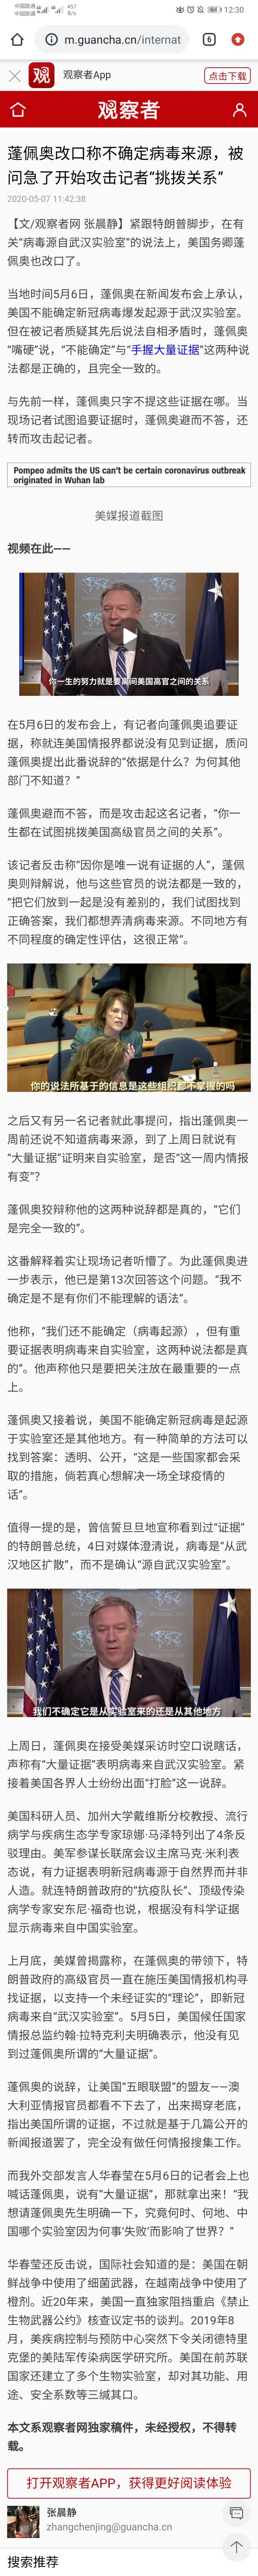 中国联通
中国联通
457
B/s
12:30
m.guancha.cn/internat
6
观
观察者App
点击下载
观察者
蓬佩奥改口称不确定病毒来源，被
问急了开始攻击记者“挑拨关系”
2020-05-07 11:42:38
【文/观察者网 张晨静】紧跟特朗普脚步，在有
关“病毒源自武汉实验室”的说法上，美国务卿蓬
佩奥也改口了。
当地时间5月6日，蓬佩奥在新闻发布会上承认，
美国不能确定新冠病毒爆发起源于武汉实验室。
但在被记者质疑其先后说法自相矛盾时，蓬佩奥
“嘴硬”说，“不能确定”与“手握大量证据”这两种说
法都是正确的，且完全一致的。
与先前一样，蓬佩奥只字不提这些证据在哪。当
现场记者试图追要证据时，蓬佩奥避而不答，还
转而攻击起记者。
Pompeo admits the US can't be certain coronavirus outbreak
originated in Wuhan lab
美媒报道截图
视频在此——
你一生的努力就是要离间美国高官之间的关系
在5月6日的发布会上，有记者向蓬佩奥追要证
据，称就连美国情报界都说没有见到证据，质问
蓬佩奥提出此番说辞的“依据是什么？为何其他
部门不知道？”
蓬佩奥避而不答，而是攻击起这名记者，“你一
生都在试图挑拨美国高级官员之间的关系”。
该记者反击称“因你是唯一说有证据的人”，蓬佩
奥则辩解说，他与这些官员的说法都是一致的，
“把它们放到一起是没有差别的，我们试图找到
正确答案，我们都想弄清病毒来源。不同地方有
不同程度的确定性评估，这很正常”。
你的说法所基于的信息是这些组织都不掌握的吗
之后又有另一名记者就此事提问，指出蓬佩奥一
周前还说不知道病毒来源，到了上周日就说有
“大量证据”证明来自实验室，是否“这一周内情报
有变”？
蓬佩奥狡辩称他的这两种说辞都是真的，“它们
是完全一致的”。
这番解释着实让现场记者听懵了。为此蓬佩奥进
一步表示，他已是第13次回答这个问题。“我不
确定是不是有你们不能理解的语法”。
他称，“我们还不能确定（病毒起源），但有重
要证据表明病毒来自实验室，这两种说法都是真
的”。他声称他只是要把关注放在最重要的一点
上。
蓬佩奥又接着说，美国不能确定新冠病毒是起源
于实验室还是其他地方。有一种简单的方法可以
找到答案：透明、公开，“这是一些国家都会采
取的措施，倘若真心想解决一场全球疫情的
话”。
值得一提的是，曾信誓旦旦地宣称看到过“证据”
的特朗普总统，4日对媒体澄清说，病毒是“从武
汉地区扩散”，而不是确认“源自武汉实验室”。
我们不确定它是从实验室来的还是从其他地方
上周日，蓬佩奥在接受美媒采访时空口说瞎话，
声称有“大量证据”表明病毒来自武汉实验室。紧
接着美国各界人士纷纷出面“打脸”这一说辞。
美国科研人员、加州大学戴维斯分校教授、流行
病学与疾病生态学专家琼娜·马泽特列出了4条反
驳理由。美军参谋长联席会议主席马克·米利表
态说，有力证据表明新冠病毒源于自然界而并非
人造。就连特朗普政府的“抗疫队长”、顶级传染
病学专家安东尼·福奇也说，根据没有科学证据
显示病毒来自中国实验室。
上月底，美媒曾揭露称，在蓬佩奥的带领下，特
朗普政府的高级官员一直在施压美国情报机构寻
找证据，以支持一个未经证实的“理论”，即新冠
病毒来自“武汉实验室”。5月5日，美国候任国家
情报总监约翰·拉特克利夫明确表示，他没有见
到过蓬佩奥所谓的“大量证据”。
蓬佩奥的说辞，让美国“五眼联盟”的盟友——澳
大利亚情报官员都看不下去了，出来揭穿老底，
指出美国所谓的证据，不过就是基于几篇公开的
新闻报道罢了，完全没有做任何情报搜集工作。
而我外交部发言人华春莹在5月6日的记者会上也
喊话蓬佩奥，说有“大量证据”，那就拿出来！“我
想请蓬佩奥先生明确一下，究竟何时、何地、中
国哪个实验室因为何事‘失败’而影响了世界？”
华春莹还反击说，国际社会知道的是：美国在朝
鲜战争中使用了细菌武器，在越南战争中使用了
橙剂。近20年来，美国一直独家阻挡重启《禁止
生物武器公约》核查议定书的谈判。2019年8
月，美疾病控制与预防中心突然下令关闭德特里
克堡的美陆军传染病医学研究所。美国在前苏联
国家还建立了多个生物实验室，却对其功能、用
途、安全系数等三缄其口。
本文系观察者网独家稿件，未经授权，不得转
载。
打开观察者APP，获得更好阅读体验
张晨静
zhangchenjing@guancha.cn
搜索推荐